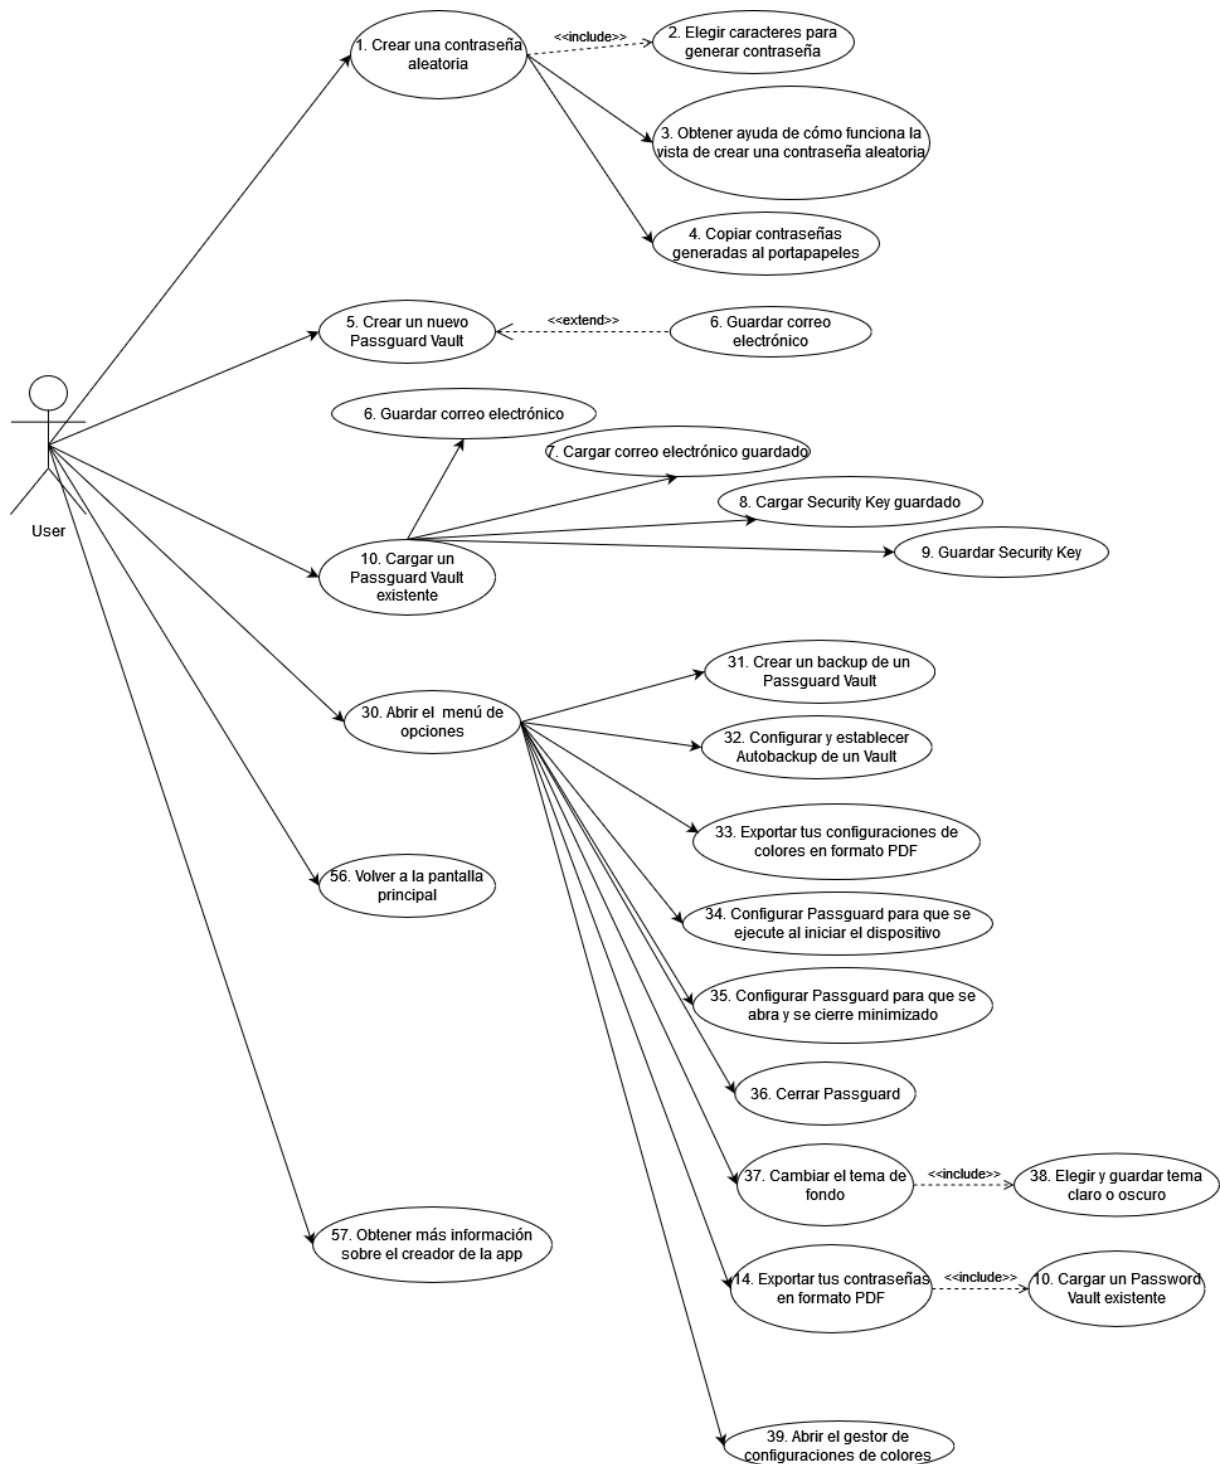 1. Crear una contraseña
aleatoria
<<include>>
2. Elegir caracteres para
generar contraseña
3. Obtener ayuda de cómo funciona la
vista de crear una contraseña aleatoria
4. Copiar contraseñas
generadas al portapapeles
5. Crear un nuevo
Passguard Vault
<<extend>>
6. Guardar correo
electrónico
User
6. Guardar correo electrónico
7. Cargar correo electrónico guardado
8. Cargar Security Key guardado
9. Guardar Security Key
10. Cargar un
Passguard Vault
existente
30. Abrir el menú de
opciones
31. Crear un backup de un
Passguard Vault
32. Configurar y establecer
Autobackup de un Vault
33. Exportar tus configuraciones de
colores en formato PDF
34. Configurar Passguard para que se
ejecute al iniciar el dispositivo
35. Configurar Passguard para que se
abra y se cierre minimizado
36. Cerrar Passguard
37. Cambiar el tema de
fondo
<<include>>
38. Elegir y guardar tema
claro o oscuro
14. Exportar tus contraseñas
en formato PDF
<<include>>
10. Cargar un Password
Vault existente
39. Abrir el gestor de
configuraciones de colores
56. Volver a la pantalla
principal
57. Obtener más información
sobre el creador de la app